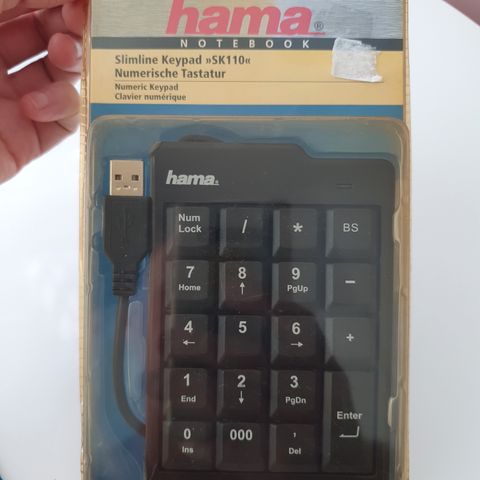 hama®
NOTEBOOK
Slimline Keypad »SK110«
Numerische Tastatur
Numeric Keypad
Clavier numérique
hama®
Num Lock
/
*
BS
7 Home
8 ↑
9 PgUp
-
4 ←
5
6 →
+
1 End
2 ↓
3 PgDn
Enter
0 Ins
000
, Del